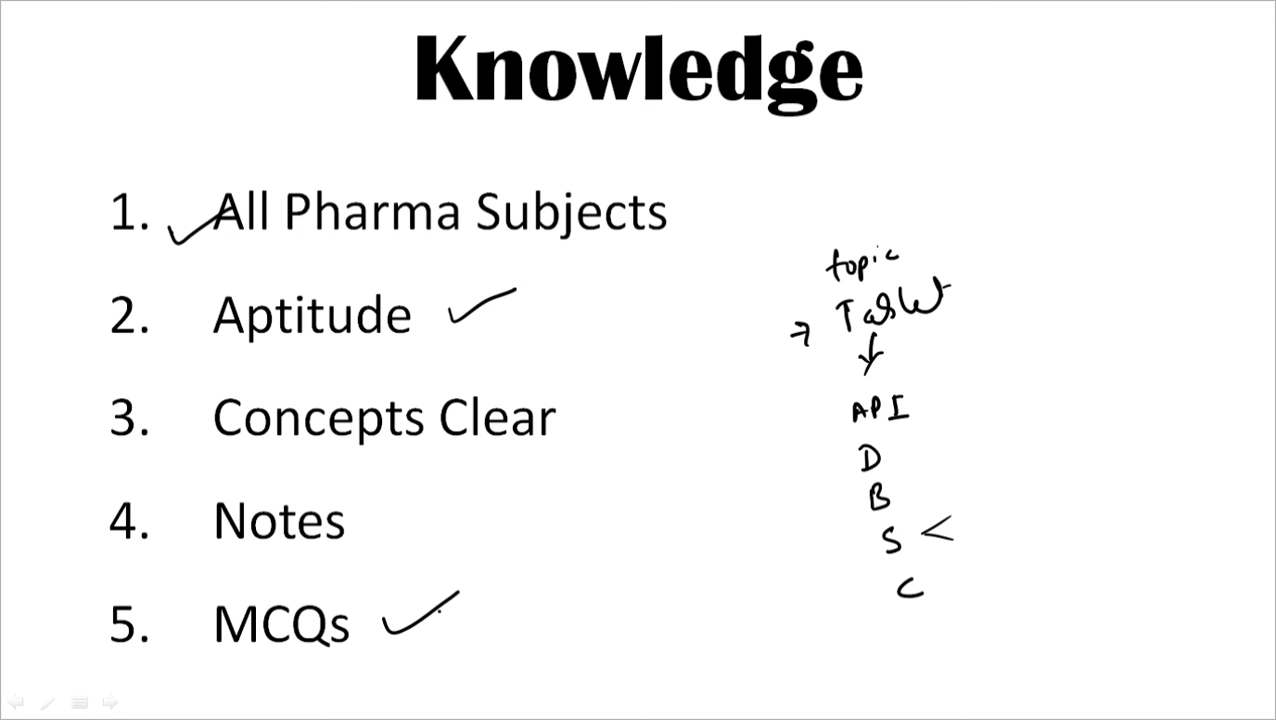 Knowledge
1. All Pharma Subjects
2. Aptitude
3. Concepts Clear
4. Notes
5. MCQs
topic
API
D
B
S <
C